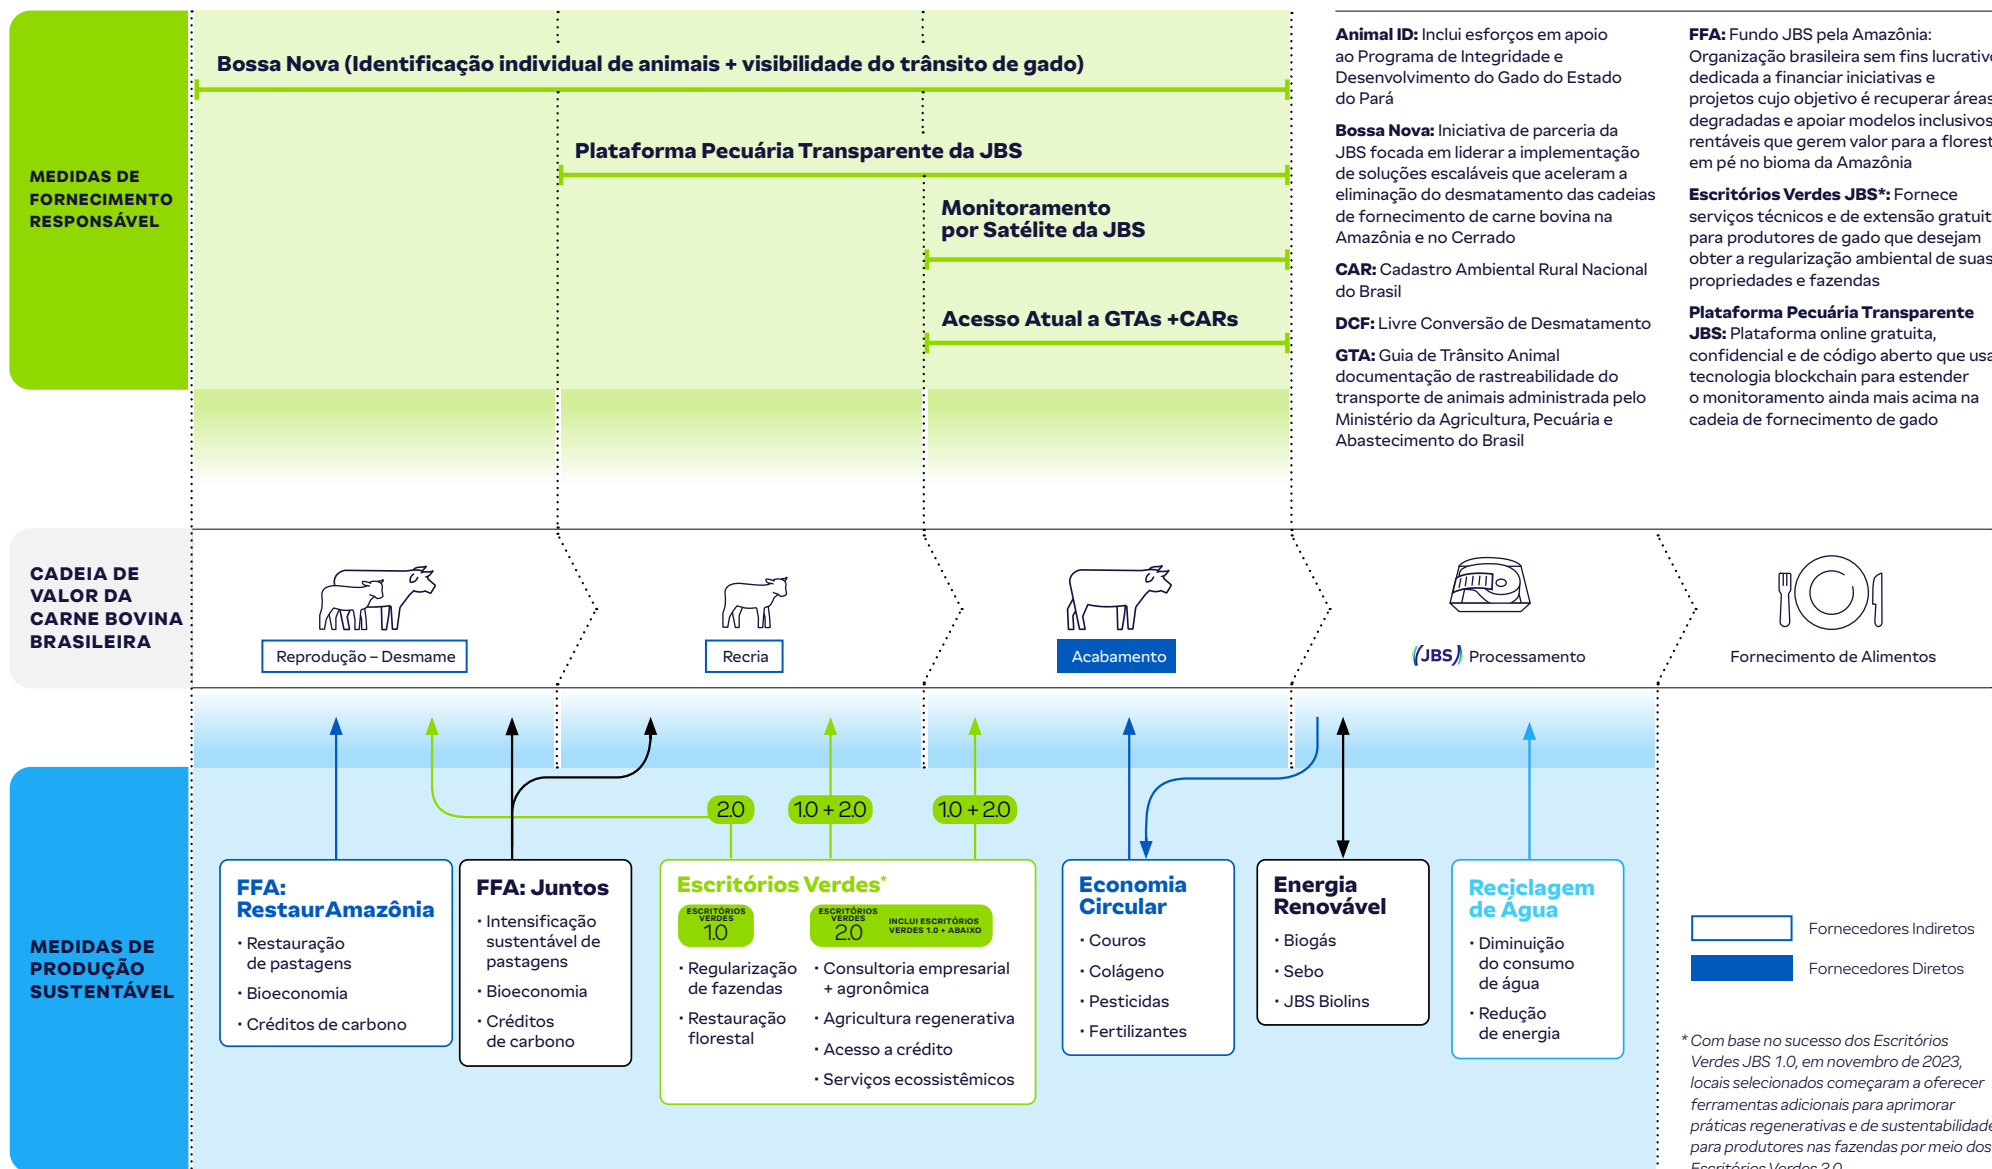 MEDIDAS DE
FORNECIMENTO
RESPONSÁVEL
Bossa Nova (Identificação individual de animais + visibilidade do trânsito de gado)
Plataforma Pecuária Transparente da JBS
Monitoramento
por Satélite da JBS
Acesso Atual a GTAs +CARs
Animal ID: Inclui esforços em apoio
ao Programa de Integridade e
Desenvolvimento do Gado do Estado
do Pará
Bossa Nova: Iniciativa de parceria da
JBS focada em liderar a implementação
de soluções escaláveis que aceleram a
eliminação do desmatamento das cadeias
de fornecimento de carne bovina na
Amazônia e no Cerrado
CAR: Cadastro Ambiental Rural Nacional
do Brasil
DCF: Livre Conversão de Desmatamento
GTA: Guia de Trânsito Animal
documentação de rastreabilidade do
transporte de animais administrada pelo
Ministério da Agricultura, Pecuária e
Abastecimento do Brasil
FFA: Fundo JBS pela Amazônia:
Organização brasileira sem fins
dedicada a financiar iniciativas e
projetos cujo objetivo é recuperar áreas
degradadas e apoiar modelos inclusivos
rentáveis que gerem valor para a
em pé no bioma da Amazônia
Escritórios Verdes JBS*: Fornece
serviços técnicos e de extensão
para produtores de gado que desejam
obter a regularização ambiental de suas
propriedades e fazendas
Plataforma Pecuária Transparente
JBS: Plataforma online gratuita,
confidencial e de código aberto que usa
tecnologia blockchain para estender
o monitoramento ainda mais acima na
cadeia de fornecimento de gado
CADEIA DE
VALOR DA
CARNE BOVINA
BRASILEIRA
Reprodução – Desmame
Recria
Acabamento
(JBS) Processamento
Fornecimento de Alimentos
MEDIDAS DE
PRODUÇÃO
SUSTENTÁVEL
2.0
1.0 + 2.0
1.0 + 2.0
FFA:
RestaurAmazônia
· Restauração
de pastagens
· Bioeconomia
· Créditos de carbono
FFA: Juntos
· Intensificação
sustentável de
pastagens
· Bioeconomia
· Créditos
de carbono
Escritórios Verdes*
ESCRITÓRIOS
VERDES
1.0
· Regularização
de fazendas
· Restauração
florestal
ESCRITÓRIOS
VERDES
2.0
INCLUI ESCRITÓRIOS
VERDES 1.0 + ABAIXO
· Consultoria empresarial
+ agronômica
· Agricultura regenerativa
· Acesso a crédito
· Serviços ecossistêmicos
Economia
Circular
· Couros
· Colágeno
· Pesticidas
· Fertilizantes
Energia
Renovável
· Biogás
· Sebo
· JBS Biolins
Reciclagem
de Água
· Diminuição
do consumo
de água
· Redução
de energia
Fornecedores Indiretos
Fornecedores Diretos
* Com base no sucesso dos Escritórios
Verdes JBS 1.0, em novembro de 2023,
locais selecionados começaram a oferecer
ferramentas adicionais para aprimorar
práticas regenerativas e de sustentabilidade
para produtores nas fazendas por meio dos
Escritórios Verdes 2.0